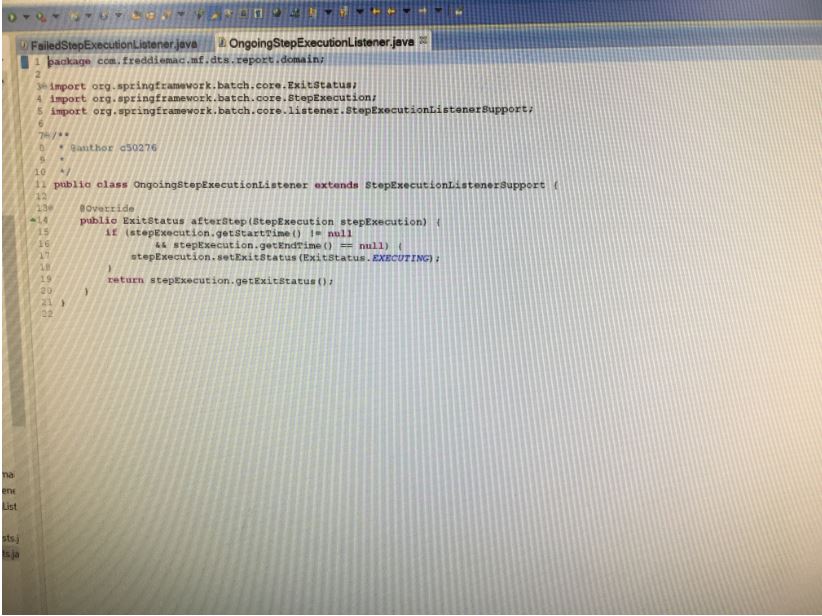 FailedStepExecutionListener.java
OngoingStepExecutionListener.java
1 package com.freddiemac.mf.dts.report.domain;
2
3 import org.springframework.batch.core.ExitStatus;
4 import org.springframework.batch.core.StepExecution;
5 import org.springframework.batch.core.listener.StepExecutionListenerSupport;
6
7 /**
8 * @author c50276
9 *
10 */
11 public class OngoingStepExecutionListener extends StepExecutionListenerSupport {
12
13 @Override
14 public ExitStatus afterStep(StepExecution stepExecution) {
15 if (stepExecution.getStartTime() != null
16 && stepExecution.getEndTime() == null) {
17 stepExecution.setExitStatus(ExitStatus.EXECUTING);
18 }
19 return stepExecution.getExitStatus();
20 }
21 }
22
na
ene
List
sts.j
ts.ja